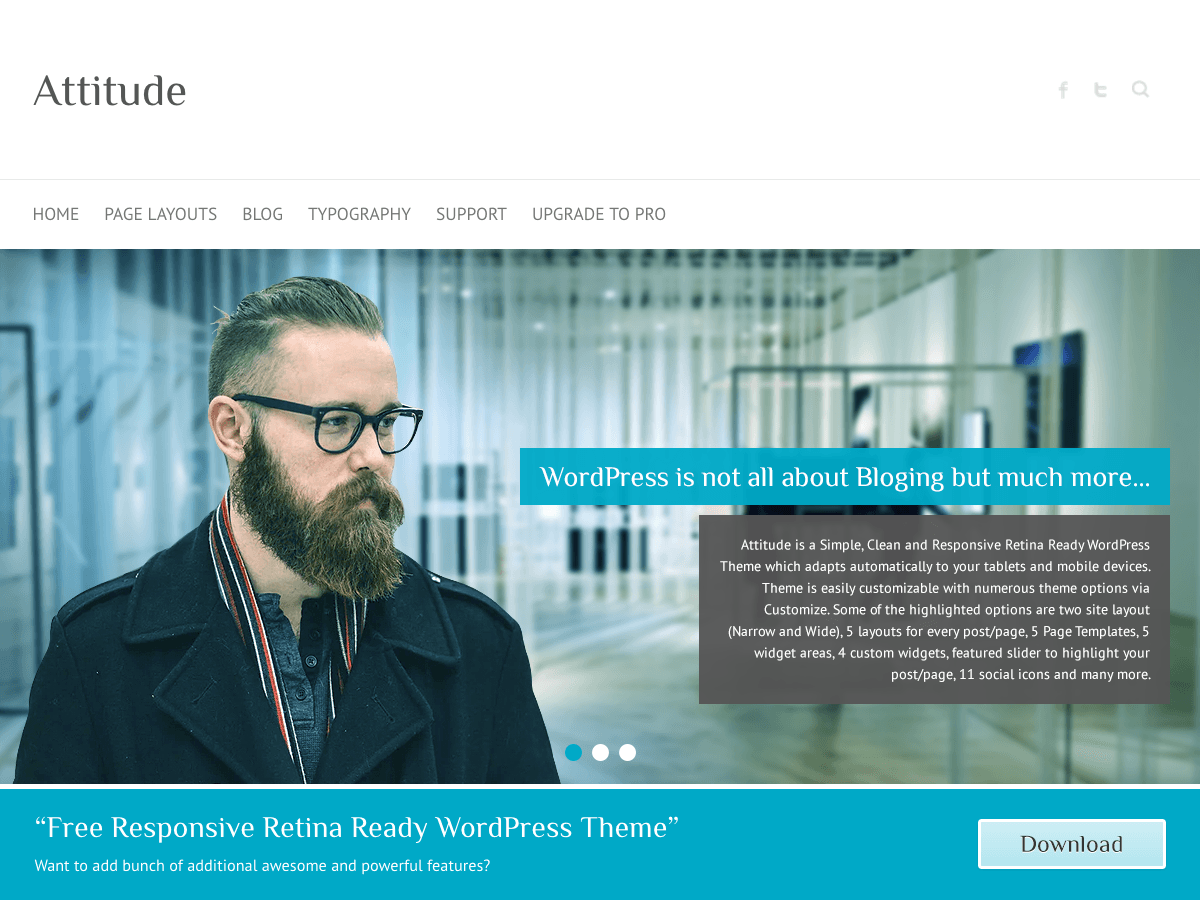 Attitude
HOME PAGE LAYOUTS BLOG TYPOGRAPHY SUPPORT UPGRADE TO PRO
WordPress is not all about Bloging but much more...
Attitude is a Simple, Clean and Responsive Retina Ready WordPress
Theme which adapts automatically to your tablets and mobile devices.
Theme is easily customizable with numerous theme options via
Customize. Some of the highlighted options are two site layout
(Narrow and Wide), 5 layouts for every post/page, 5 Page Templates, 5
widget areas, 4 custom widgets, featured slider to highlight your
post/page, 11 social icons and many more.
“Free Responsive Retina Ready WordPress Theme”
Want to add bunch of additional awesome and powerful features?
Download